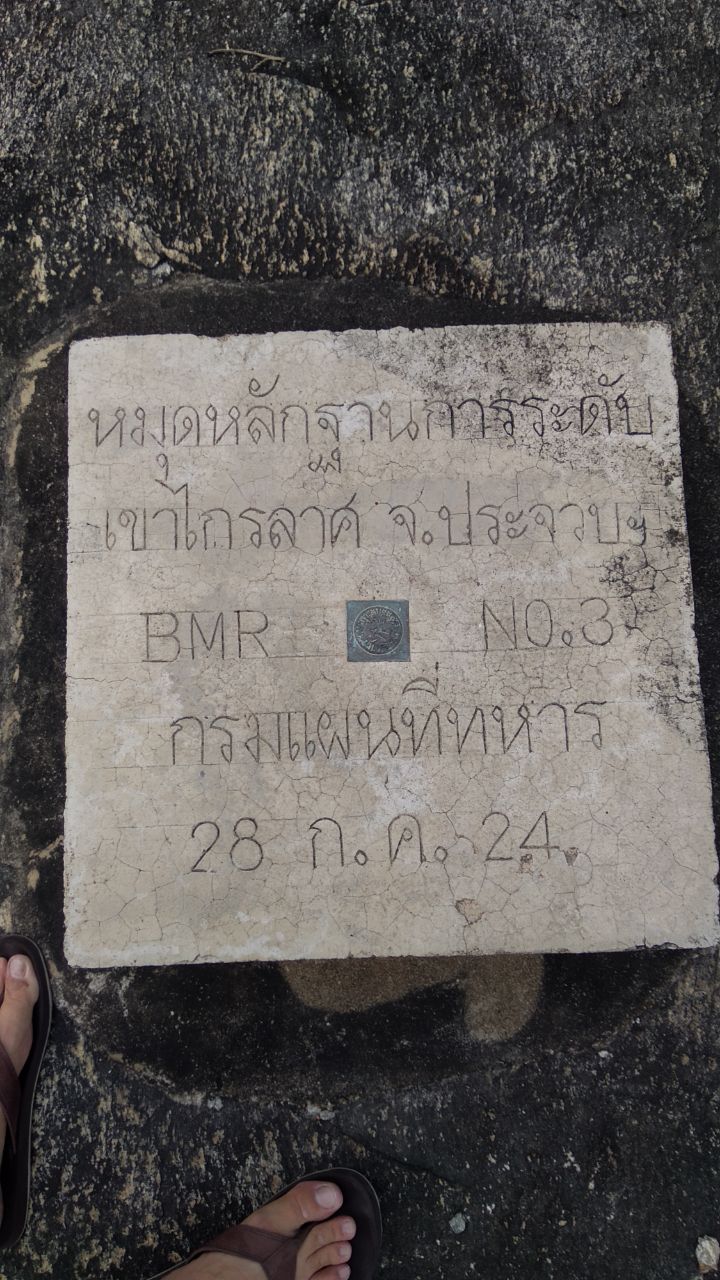 หมุดหลักฐานการระดับ
เขาไกรลาศ จ.ประจวบฯ
BMR NO.3
กรมแผนที่ทหาร
28 ก.ค. 24.